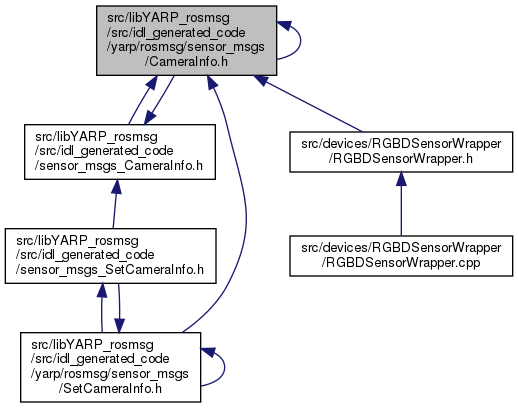 src/libYARP_rosmsg
/src/idl_generated_code
/yarp/rosmsg/sensor_msgs
/CameraInfo.h
src/libYARP_rosmsg
/src/idl_generated_code
/sensor_msgs_CameraInfo.h
src/devices/RGBDSensorWrapper
/RGBDSensorWrapper.h
src/libYARP_rosmsg
/src/idl_generated_code
/sensor_msgs_SetCameraInfo.h
src/devices/RGBDSensorWrapper
/RGBDSensorWrapper.cpp
src/libYARP_rosmsg
/src/idl_generated_code
/yarp/rosmsg/sensor_msgs
/SetCameraInfo.h